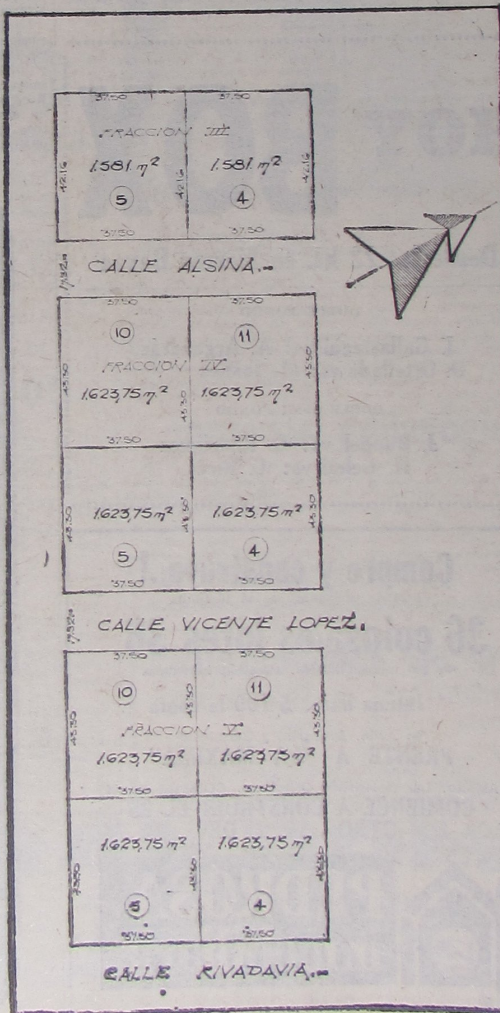 37.50 37.50
FRACCION III
42.16 1.581. m² 42.16 1.581. m² 42.16
5 4
37.50 37.50
17.32
CALLE ALSINA.-
37.50 37.50
10 11
43.30 FRACCION IV 43.30
1.623,75 m² 43.30 1.623,75 m²
37.50 37.50
43.30 1.623,75 m² 43.30 1.623,75 m² 43.30
5 4
37.50 37.50
17.32
CALLE VICENTE LOPEZ.
37.50 37.50
10 11
43.30 43.30 43.30
FRACCION V
1.623,75 m² 1.623,75 m²
37.50 37.50
1.623,75 m² 1.623,75 m²
43.30 43.30 43.30
5 4
37.50 37.50
CALLE RIVADAVIA.-